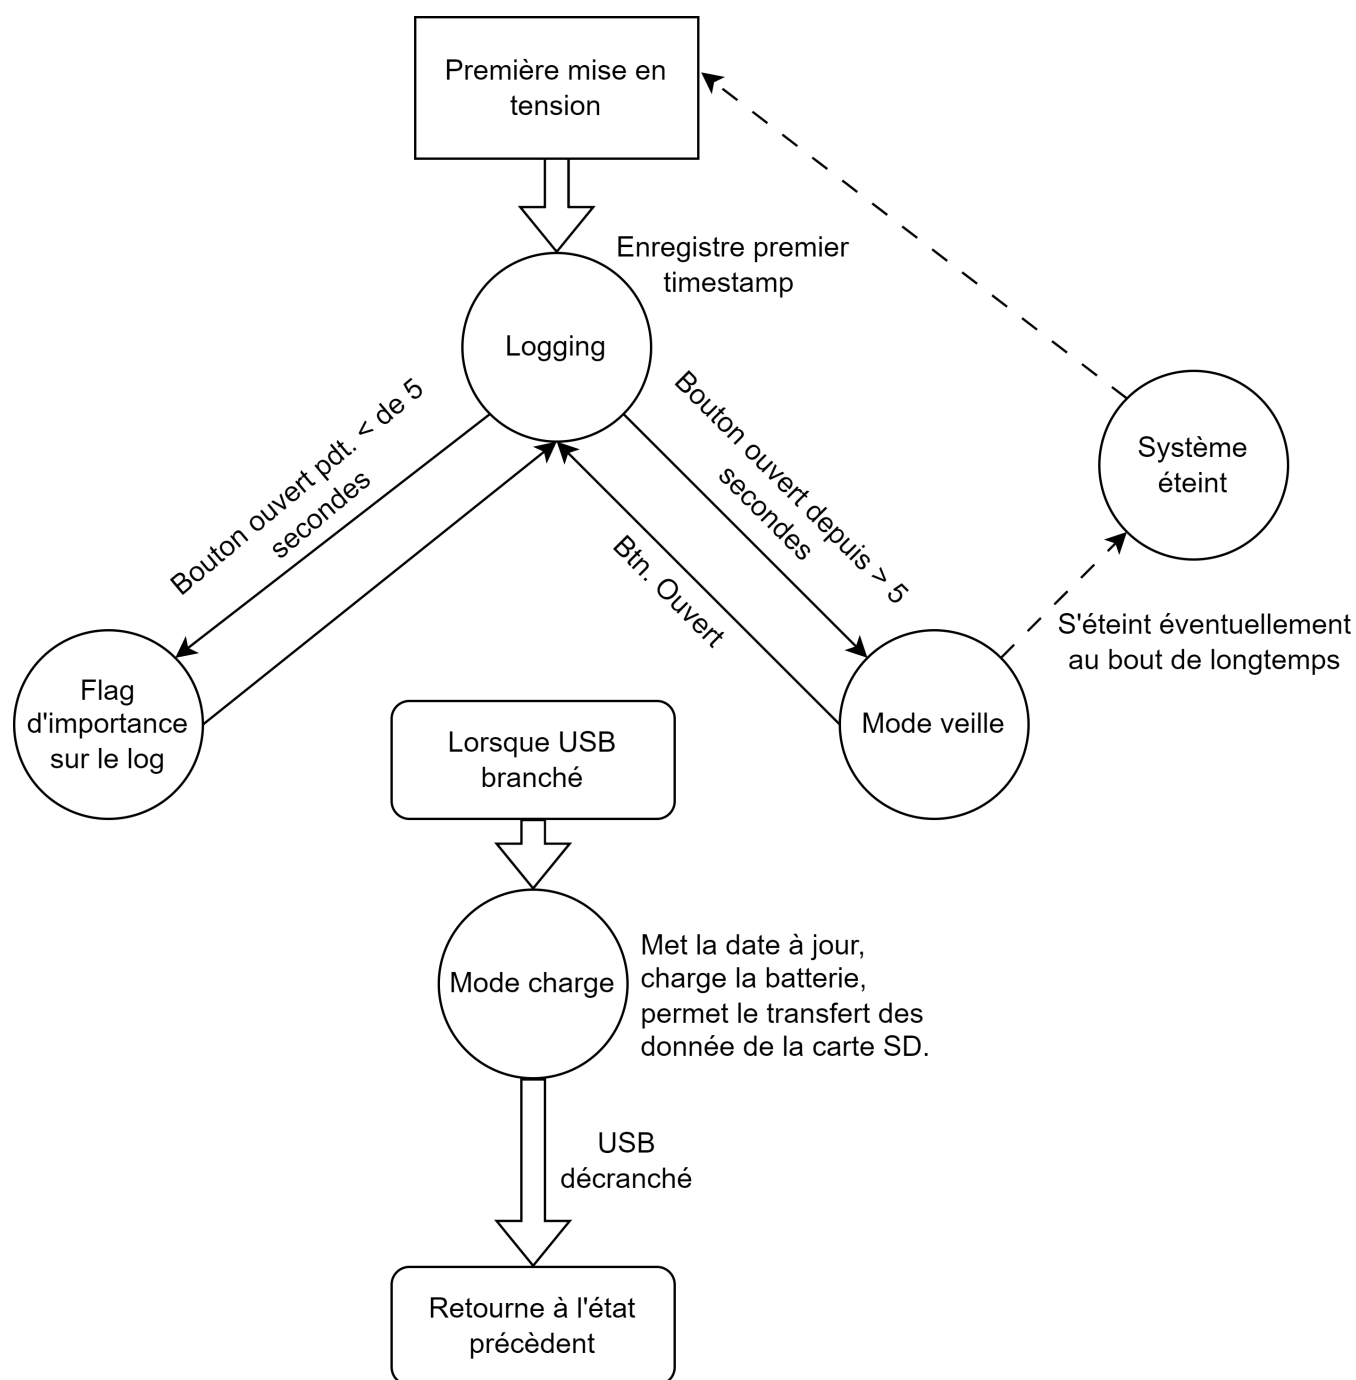 Première mise en
tension
Enregistre premier
timestamp
Logging
Bouton ouvert pdt. < de 5
secondes
Bouton ouvert depuis > 5
secondes
Btn. Ouvert
Système
éteint
S'éteint éventuellement
au bout de longtemps
Flag
d'importance
sur le log
Mode veille
Lorsque USB
branché
Mode charge
Met la date à jour,
charge la batterie,
permet le transfert des
donnée de la carte SD.
USB
décranché
Retourne à l'état
précèdent